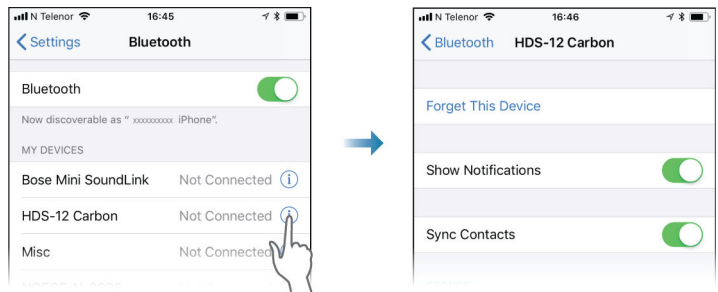 N Telenor 16:45
Settings Bluetooth
Bluetooth
Now discoverable as " xxxxxxxxxx iPhone".
MY DEVICES
Bose Mini SoundLink Not Connected i
HDS-12 Carbon Not Connected i
Misc Not Connected
N Telenor 16:46
Bluetooth HDS-12 Carbon
Forget This Device
Show Notifications
Sync Contacts